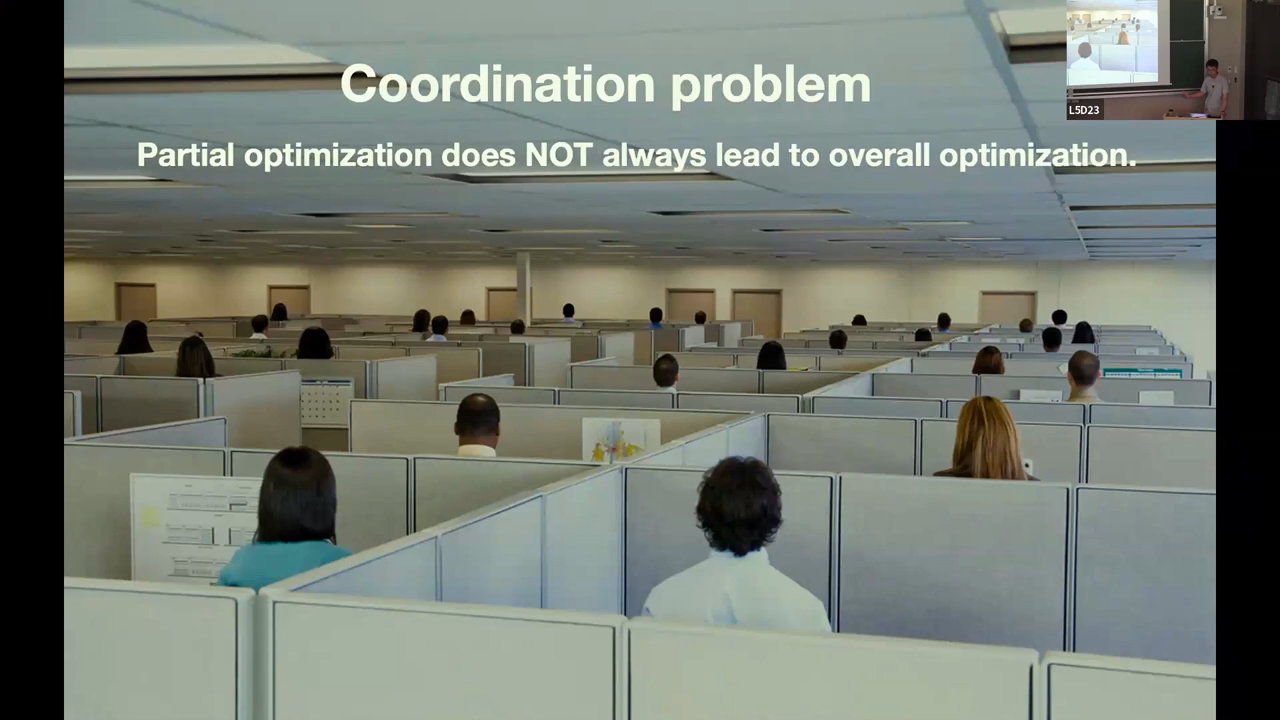 Coordination problem
Partial optimization does NOT always lead to overall optimization.
L5D23